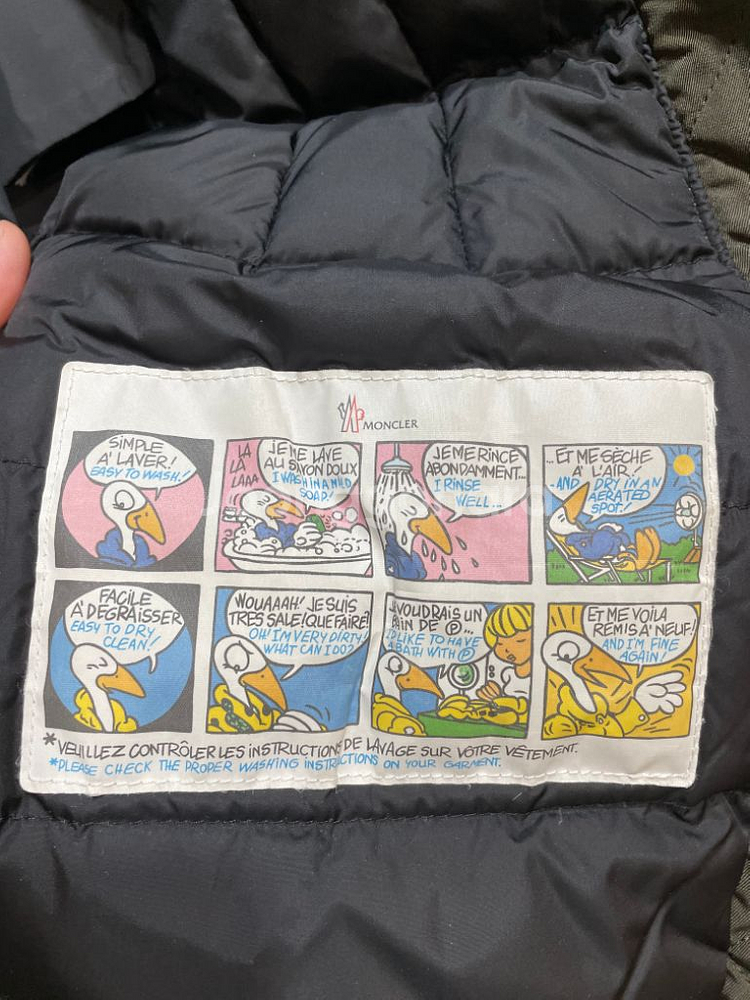 MONCLER
SIMPLE
A' LAVER!
EASY TO WASH!
LA
LA
LAAA
JE ME LAVE
AU SAVON DOUX
I WASH IN A MILD
SOAP!
JE ME RINCE
ABONDAMMENT...
I RINSE
WELL...
...ET ME SÈCHE
A' L'AIR!
-AND DRY IN AN
AERATED
SPOT!
FACILE
A' DEGRAISSER
EASY TO DRY
CLEAN!
WOUAAAH! JE SUIS
TRES SALE! QUE FAIRE?
OH! I'M VERY DIRTY!
WHAT CAN I DO?
JE VOUDRAIS UN
BAIN DE Ⓟ...
I'D LIKE TO HAVE
A BATH WITH Ⓟ
ET ME VOILA
REMIS A' NEUF!
AND I'M FINE
AGAIN!
*VEUILLEZ CONTRÔLER LES INSTRUCTIONS DE LAVAGE SUR VÔTRE VÊTEMENT.
*PLEASE CHECK THE PROPER WASHING INSTRUCTIONS ON YOUR GARMENT.